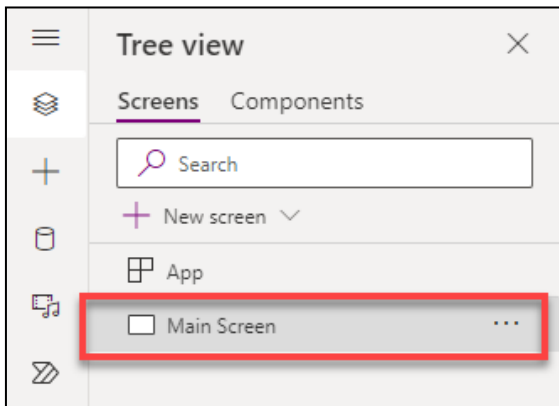 Tree view
Screens Components
Search
New screen
App
Main Screen